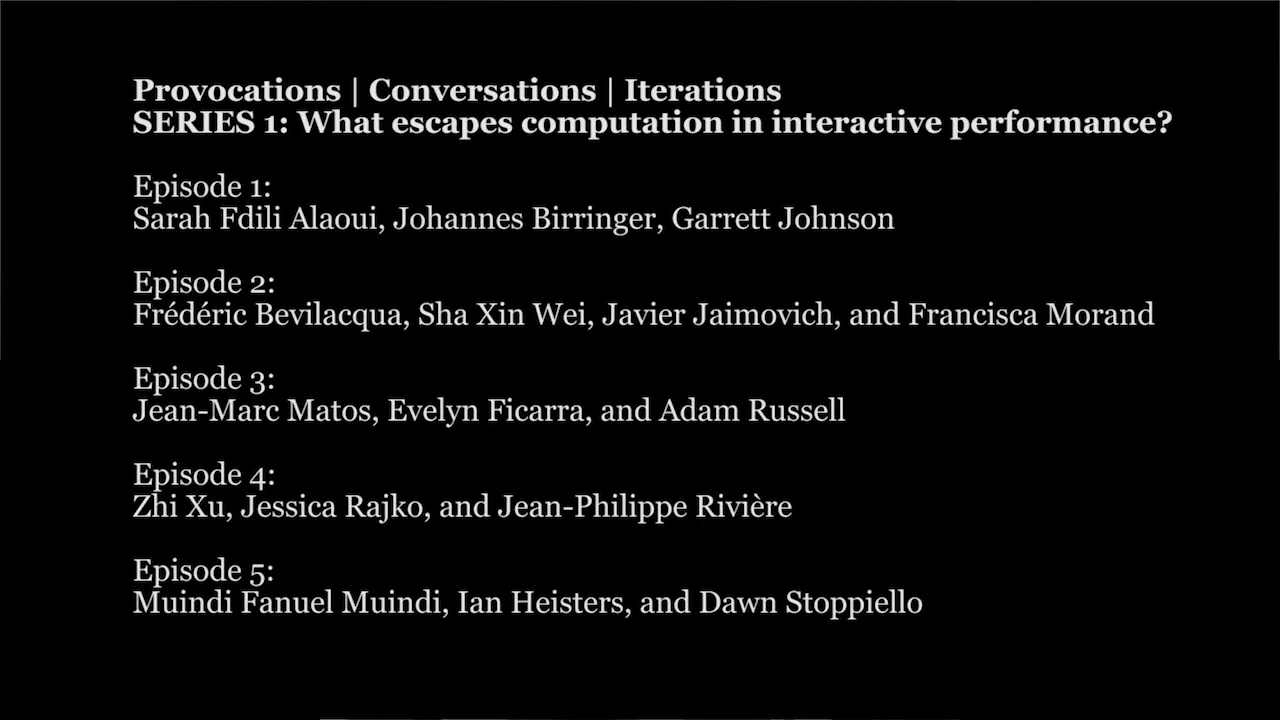 Provocations | Conversations | Iterations
SERIES 1: What escapes computation in interactive performance?
Episode 1:
Sarah Fdili Alaoui, Johannes Birringer, Garrett Johnson
Episode 2:
Frédéric Bevilacqua, Sha Xin Wei, Javier Jaimovich, and Francisca Morand
Episode 3:
Jean-Marc Matos, Evelyn Ficarra, and Adam Russell
Episode 4:
Zhi Xu, Jessica Rajko, and Jean-Philippe Rivière
Episode 5:
Muindi Fanuel Muindi, Ian Heisters, and Dawn Stoppiello